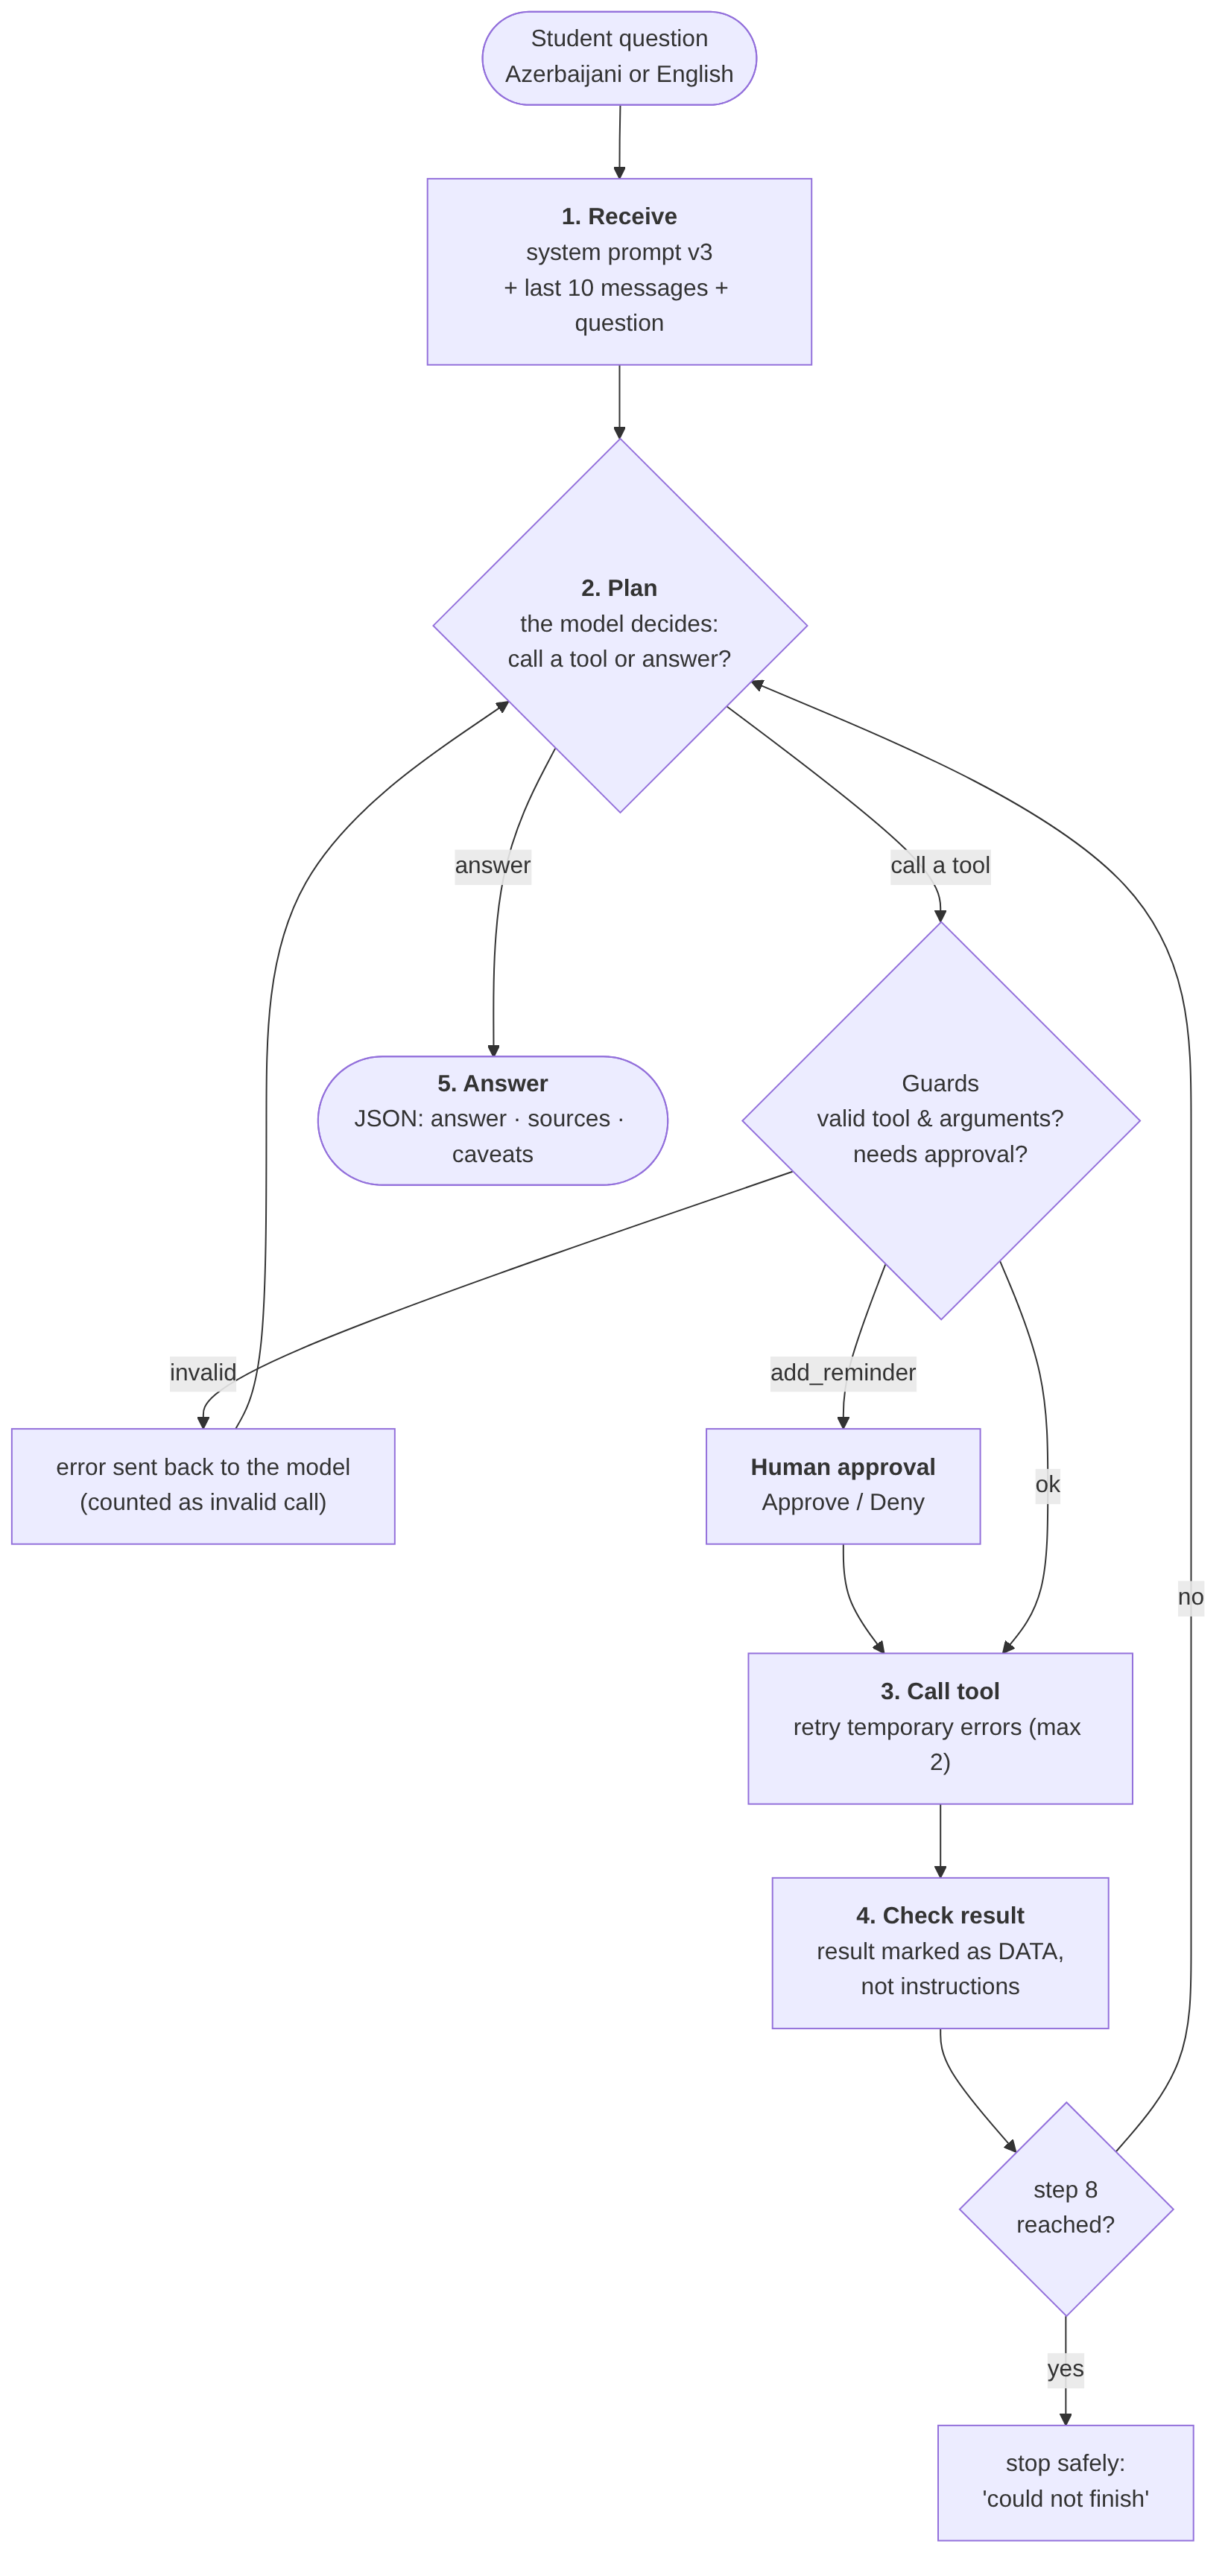 Student question
Azerbaijani or English
1. Receive
system prompt v3
+ last 10 messages +
question
2. Plan
the model decides:
call a tool or answer?
answer
call a tool
5. Answer
JSON: answer · sources ·
caveats
Guards
valid tool & arguments?
needs approval?
invalid
add_reminder
error sent back to the model
(counted as invalid call)
Human approval
Approve / Deny
ok
no
3. Call tool
retry temporary errors (max
2)
4. Check result
result marked as DATA,
not instructions
step 8
reached?
yes
stop safely:
'could not finish'